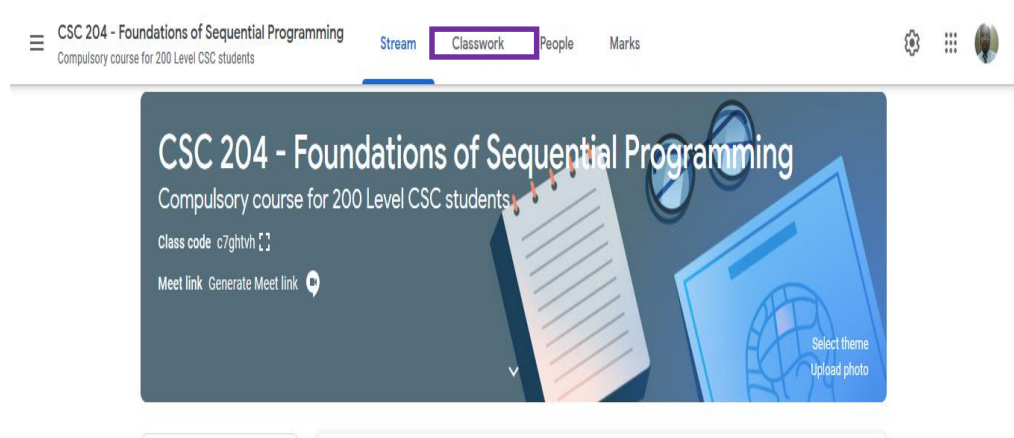 CSC 204 - Foundations of Sequential Programming
Compulsory course for 200 Level CSC students
Stream Classwork People Marks
CSC 204 - Foundations of Sequential Programming
Compulsory course for 200 Level CSC students
Class code c7ghtvh
Meet link Generate Meet link
Select theme
Upload photo